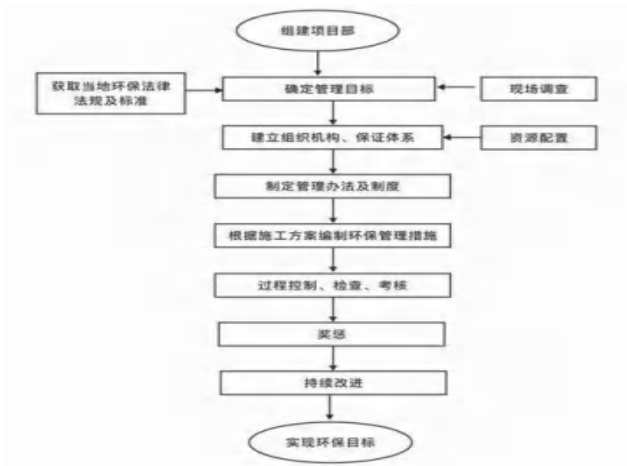 组建项目部
获取当地环保法律
法规及标准
确定管理目标
现场调查
建立组织机构、保证体系
资源配置
制定管理办法及制度
根据施工方案编制环保管理措施
过程控制、检查、考核
奖惩
持续改进
实现环保目标